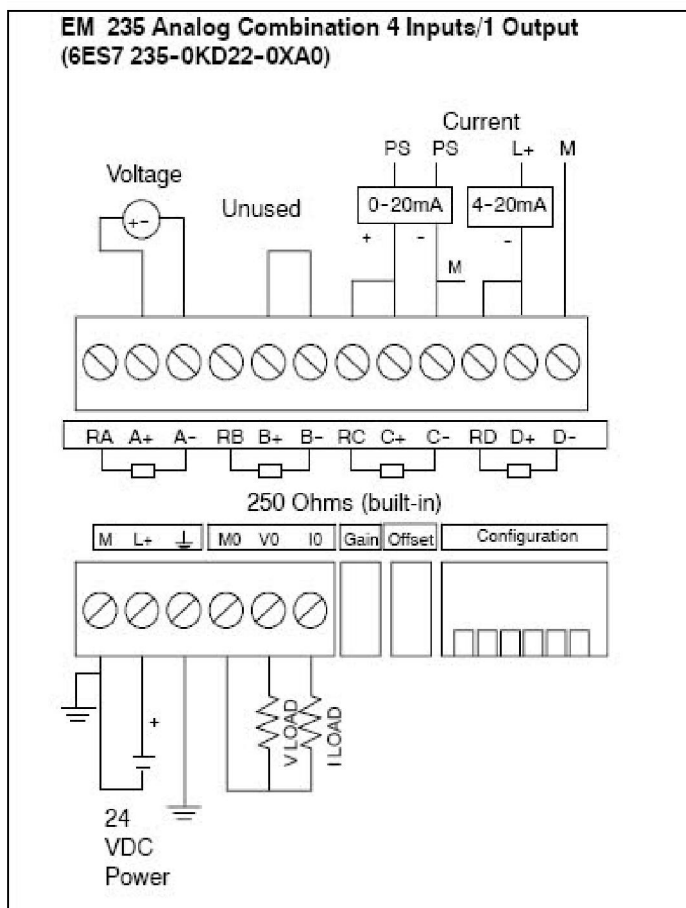 EM 235 Analog Combination 4 Inputs/1 Output
(6ES7 235-0KD22-0XA0)
Current
PS PS L+ M
Voltage
Unused
0-20mA 4-20mA
+-
+ - -
M
RA A+ A- RB B+ B- RC C+ C- RD D+ D-
250 Ohms (built-in)
M L+ M0 V0 I0 Gain Offset Configuration
+
V LOAD
I LOAD
24
VDC
Power